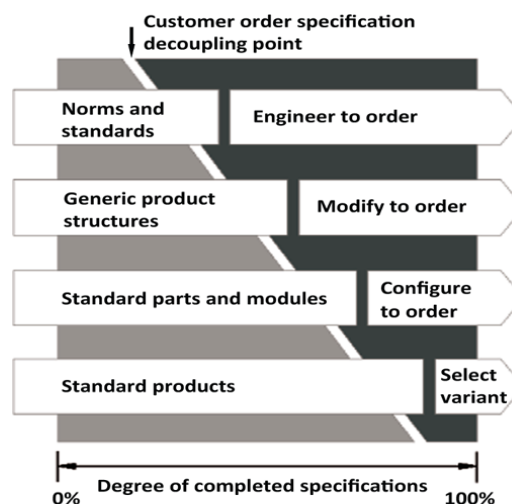 Customer order specification
decoupling point
Norms and
standards
Engineer to order
Generic product
structures
Modify to order
Standard parts and modules
Configure
to order
Standard products
Select
variant
Degree of completed specifications
0%
100%